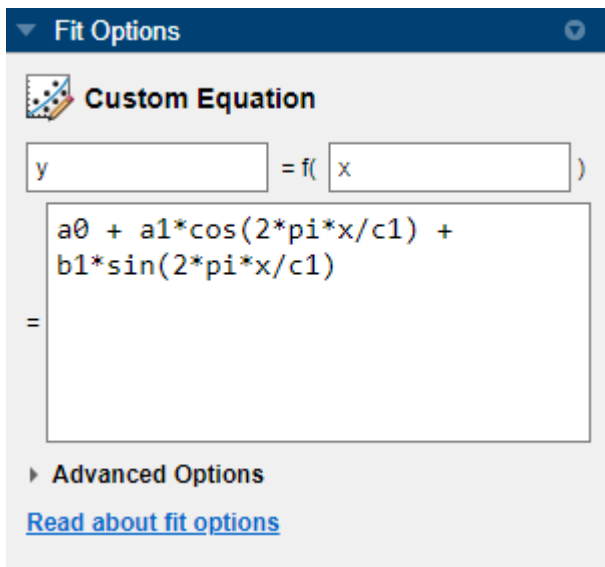 Fit Options
Custom Equation
y = f( x )
a0 + a1*cos(2*pi*x/c1) +
= b1*sin(2*pi*x/c1)
Advanced Options
Read about fit options